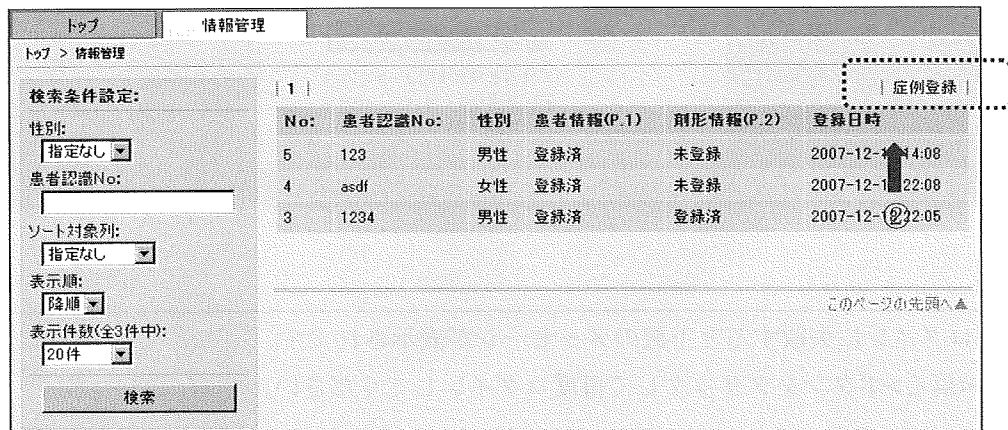 トップ 情報管理
トップ > 情報管理
検索条件設定:
性別:
指定なし
患者認識No:
ソート対象列:
指定なし
表示順:
降順
表示件数(全3件中):
20件
検索
| 1 | | 症例登録 |
No: 患者認識No: 性別 患者情報(P.1) 剤形情報(P.2) 登録日時
5 123 男性 登録済 未登録 14:08
4 asdf 女性 登録済 未登録 22:08
3 1234 男性 登録済 登録済 22:05
②
このページの先頭へ▲